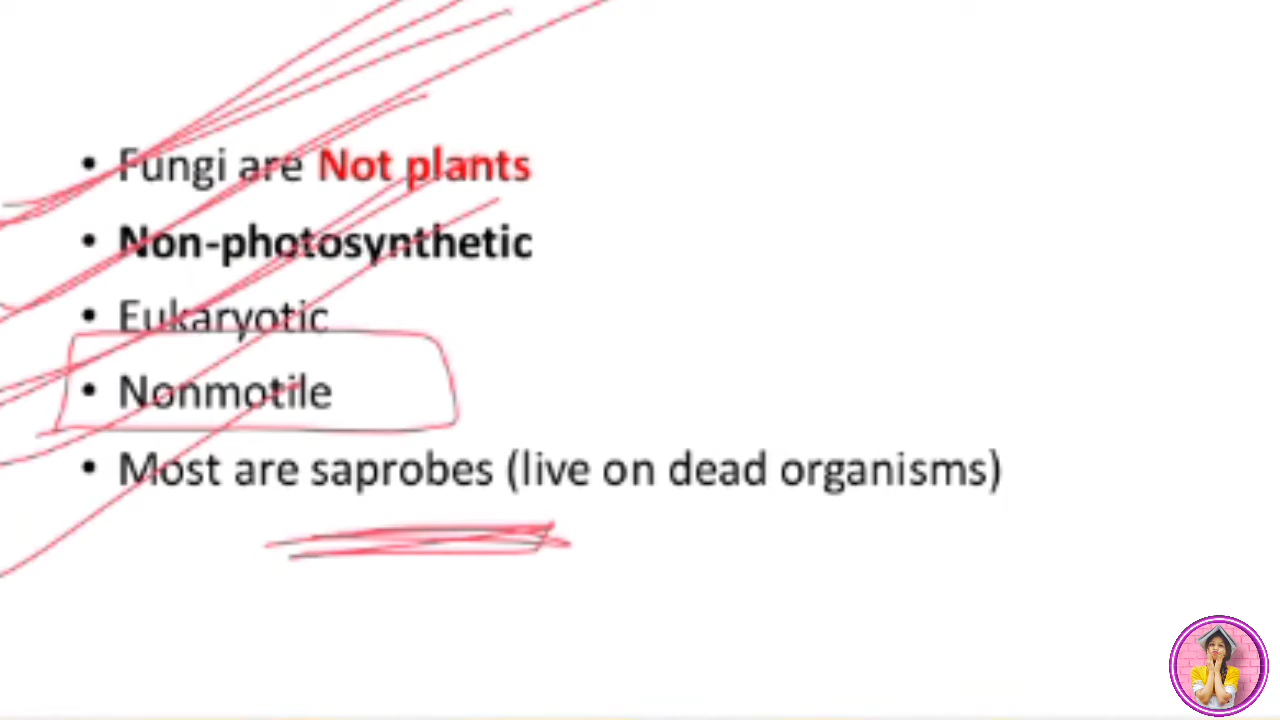 • Fungi are Not plants
• Non-photosynthetic
• Eukaryotic
• Nonmotile
• Most are saprobes (live on dead organisms)